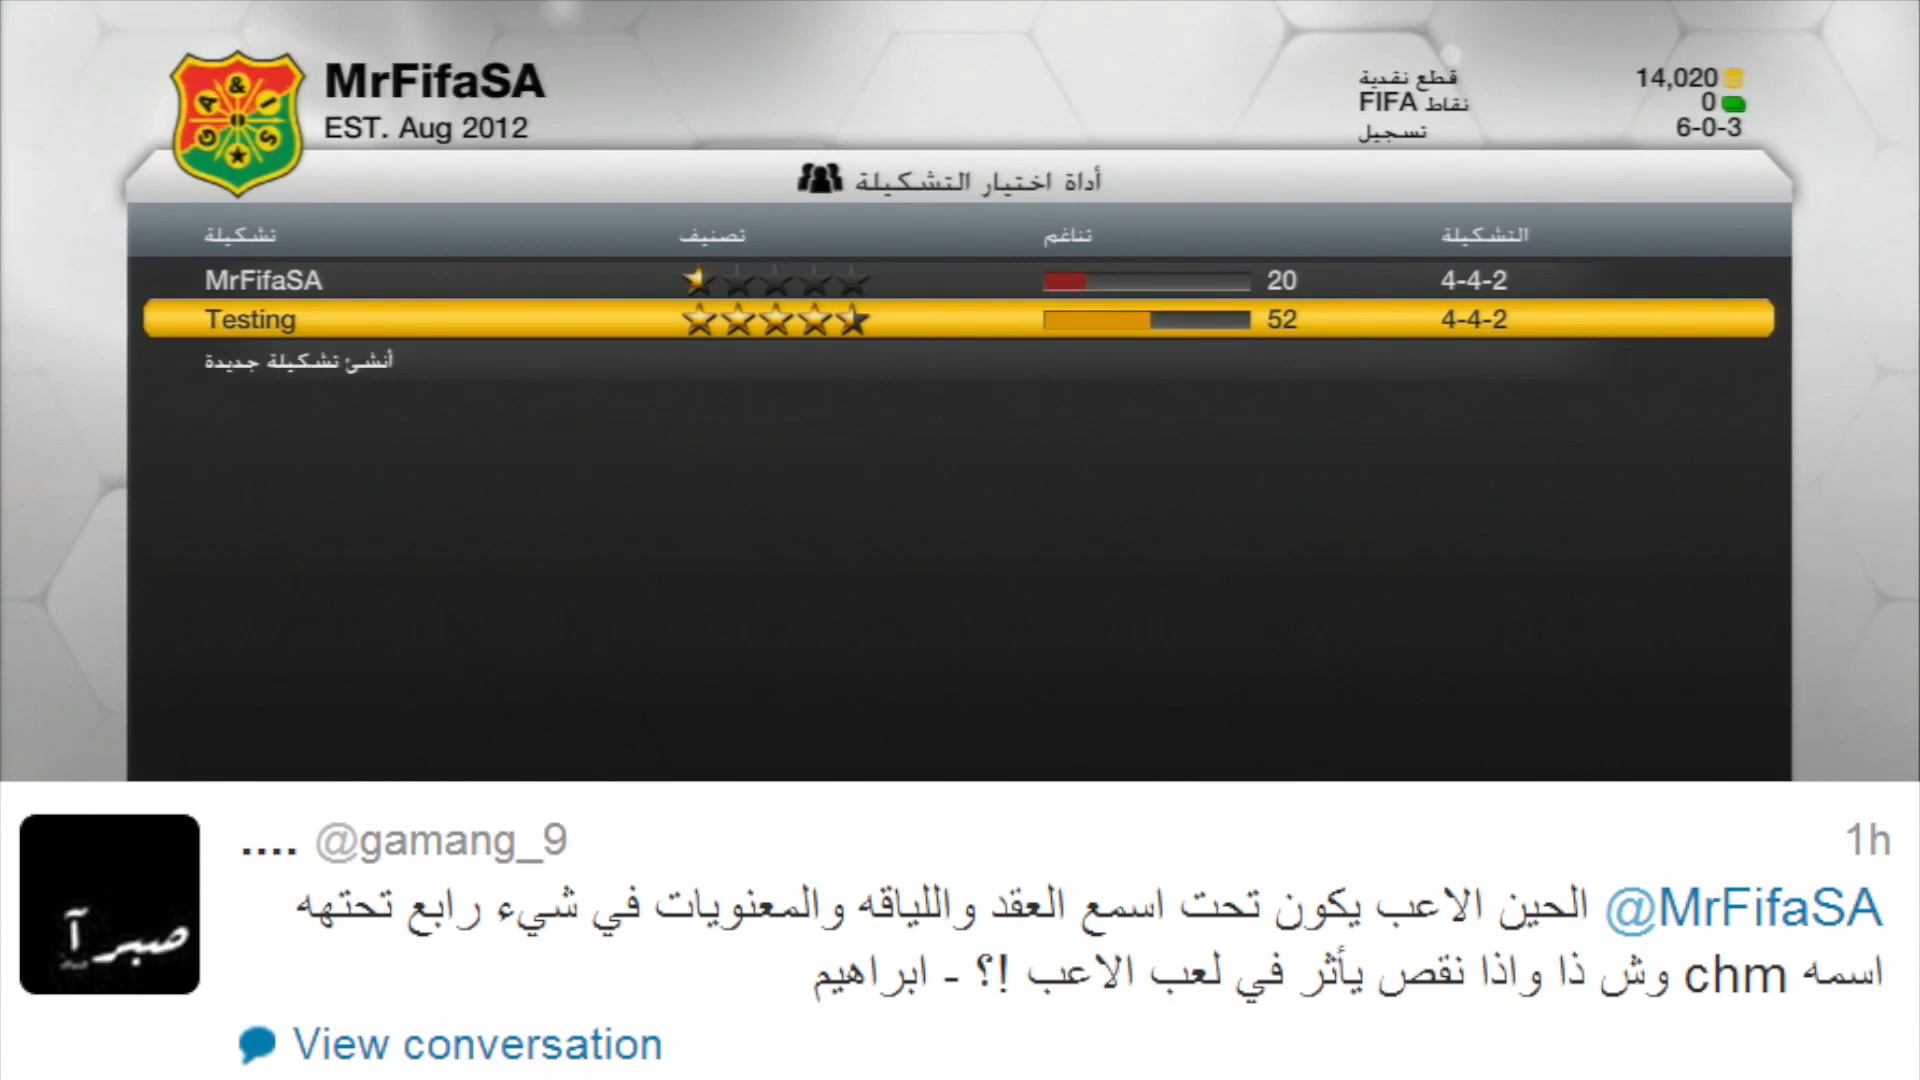 MrFifaSA
EST. Aug 2012
قطع نقدية 14,020
نقاط FIFA 0
تسجيل 6-0-3
أداة اختيار التشكيلة
تشكيلة تصنيف تناغم التشكيلة
MrFifaSA 20 4-4-2
Testing 52 4-4-2
أنشئ تشكيلة جديدة
.... @gamang_9 1h
@MrFifaSA الحين الاعب يكون تحت اسمع العقد واللياقه والمعنويات في شيء رابع تحتهه
اسمه chm وش ذا واذا نقص يأثر في لعب الاعب !؟ - ابراهيم
صبرآ
View conversation